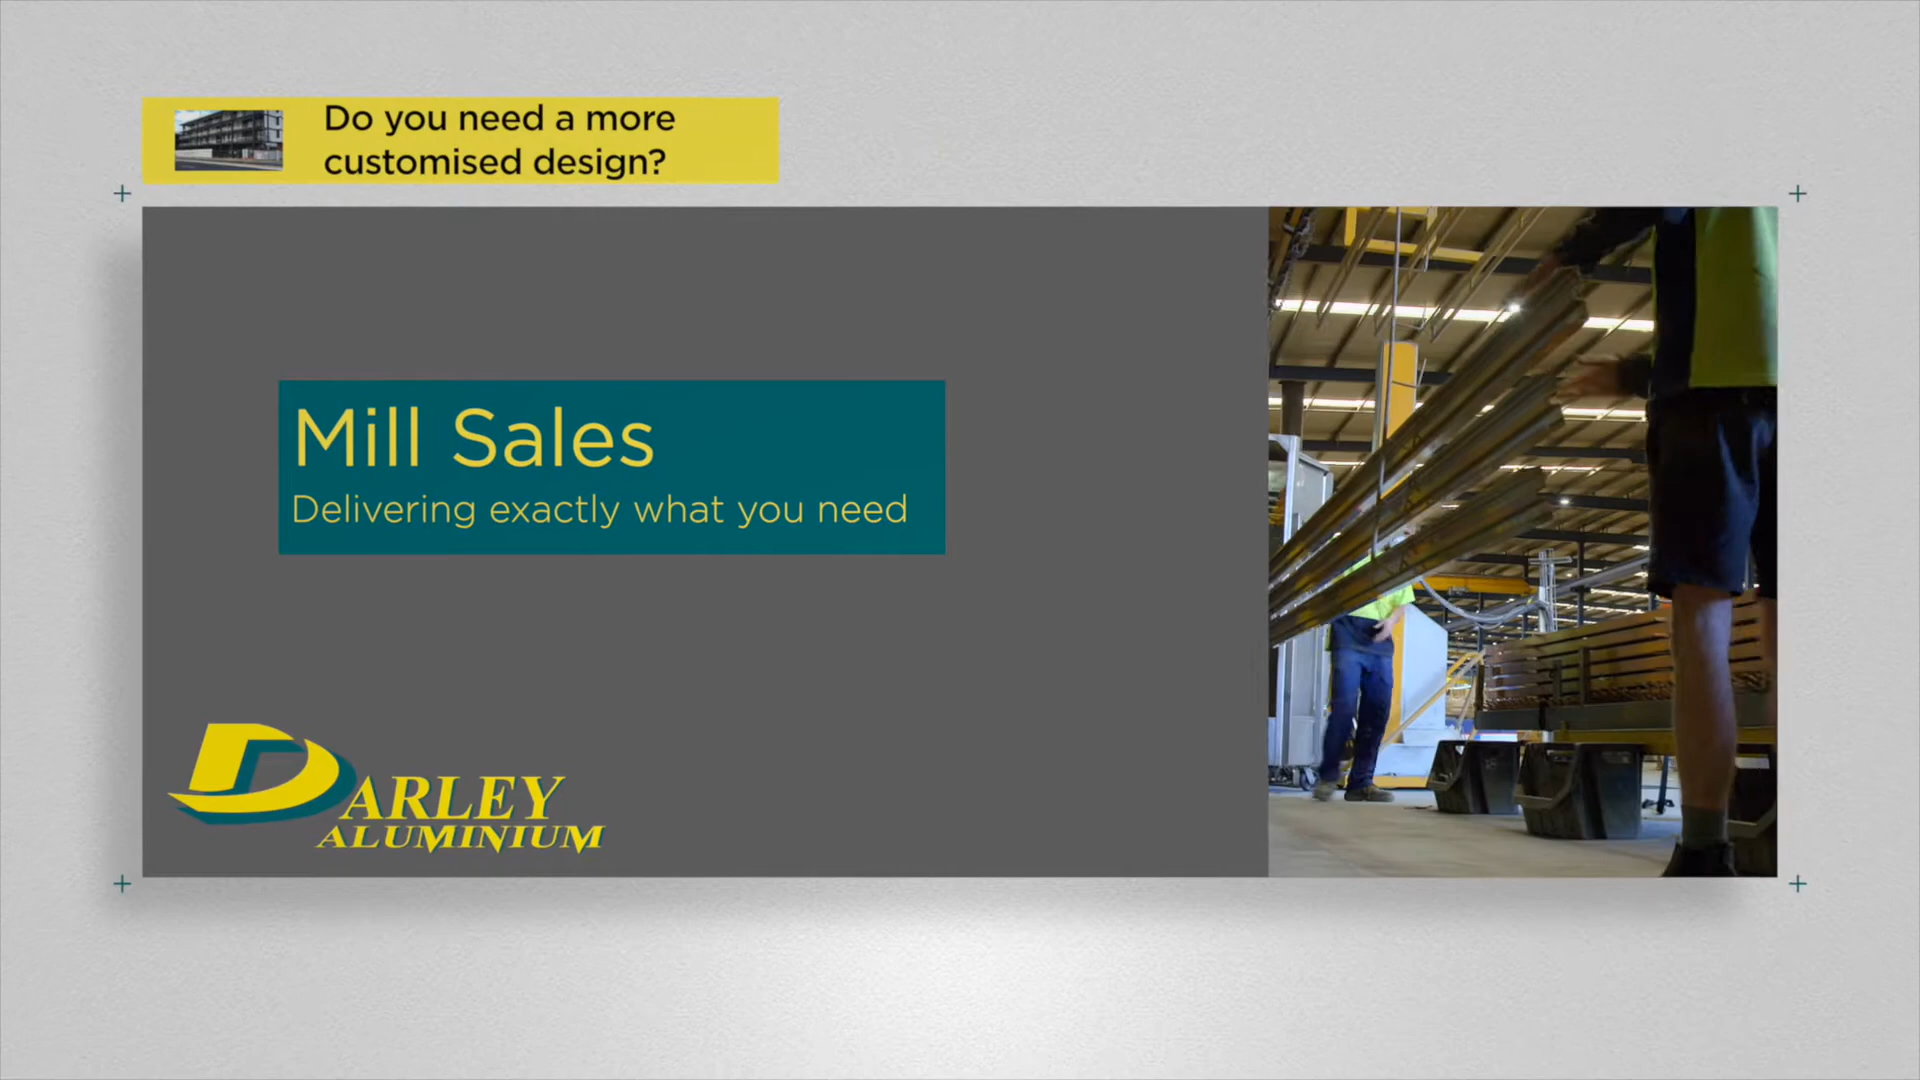 Do you need a more
customised design?
Mill Sales
Delivering exactly what you need
DARLEY
ALUMINIUM